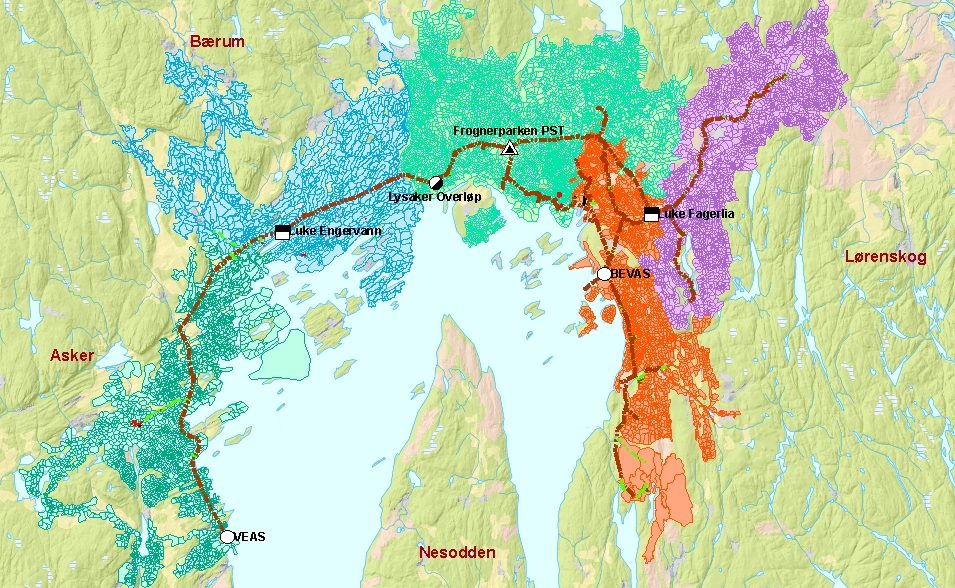 Bærum
Frognerparken PST
Lysaker Overløp
Luke Fagerlia
Luke Engervann
Lørenskog
BEVAS
Asker
VEAS
Nesodden